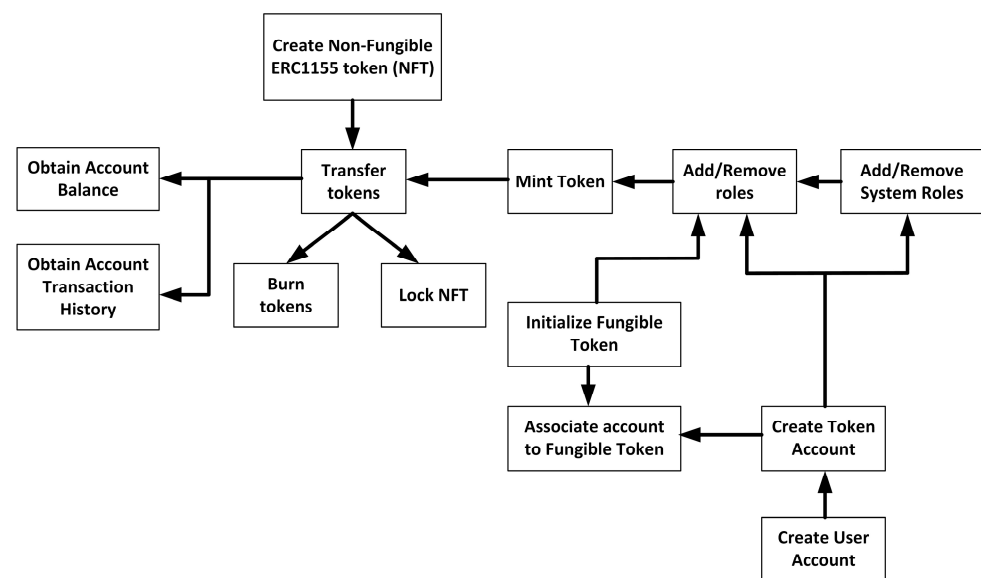 Create Non-Fungible
ERC1155 token (NFT)
Obtain Account
Balance
Transfer
tokens
Mint Token
Add/Remove
roles
Add/Remove
System Roles
Obtain Account
Transaction
History
Burn
tokens
Lock NFT
Initialize Fungible
Token
Associate account
to Fungible Token
Create Token
Account
Create User
Account